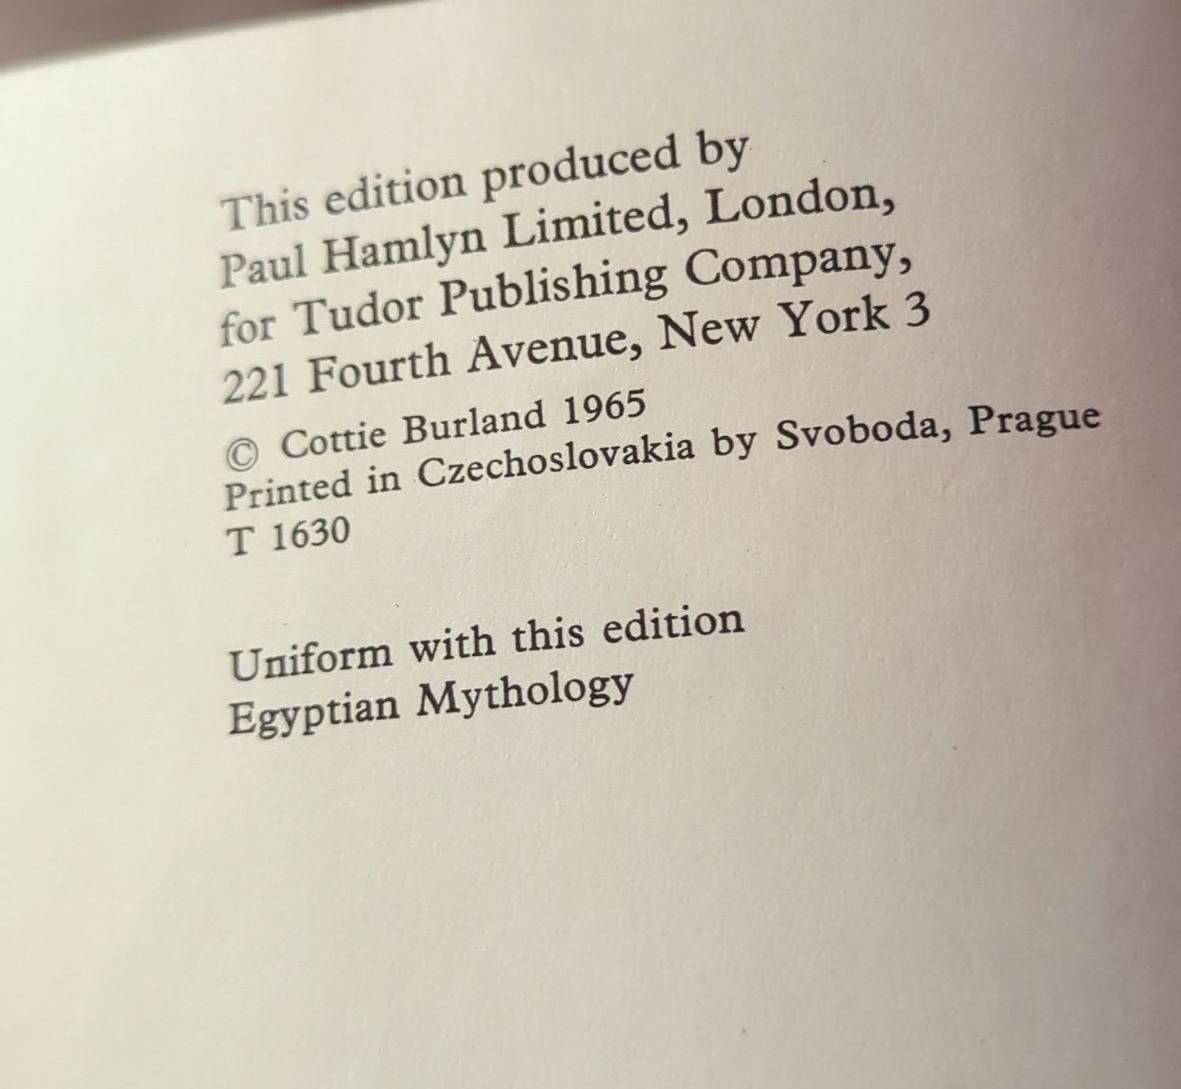 This edition produced by
Paul Hamlyn Limited, London,
for Tudor Publishing Company,
221 Fourth Avenue, New York 3
© Cottie Burland 1965
Printed in Czechoslovakia by Svoboda, Prague
T 1630
Uniform with this edition
Egyptian Mythology